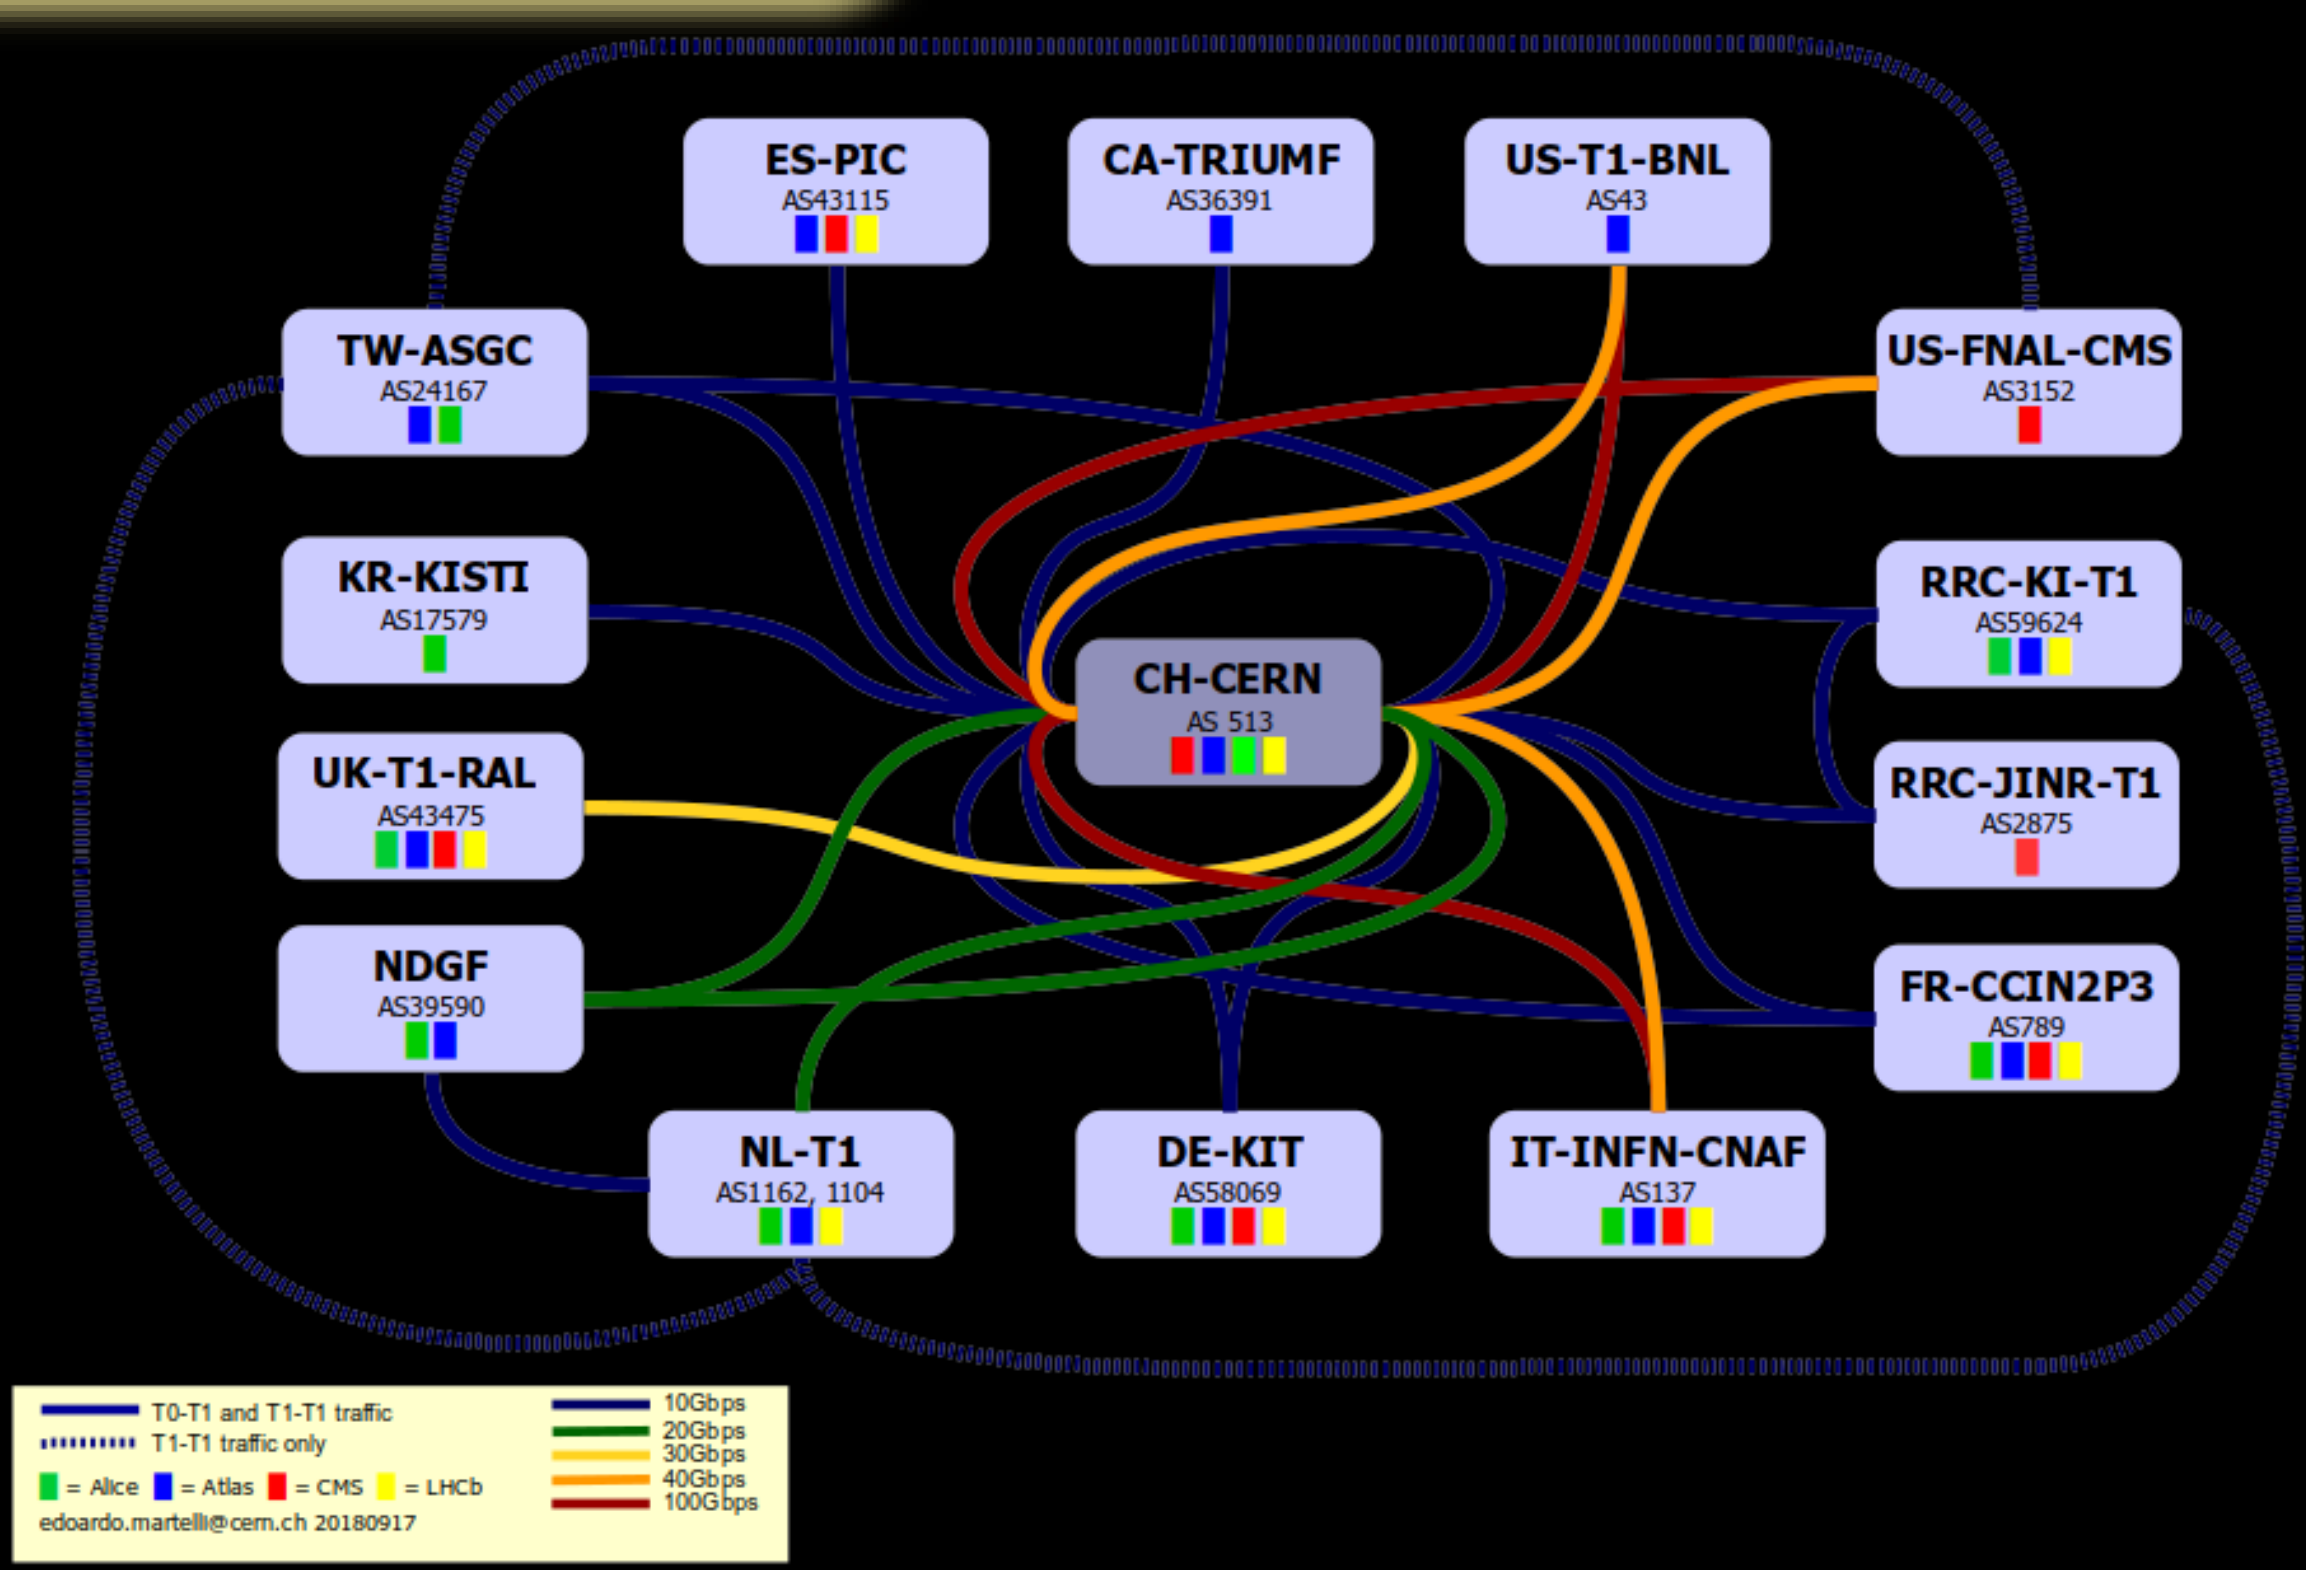 ES-PIC
AS43115
CA-TRIUMF
AS36391
US-T1-BNL
AS43
TW-ASGC
AS24167
US-FNAL-CMS
AS3152
KR-KISTI
AS17579
RRC-KI-T1
AS59624
CH-CERN
AS 513
UK-T1-RAL
AS43475
RRC-JINR-T1
AS2875
NDGF
AS39590
FR-CCIN2P3
AS789
NL-T1
AS1162, 1104
DE-KIT
AS58069
IT-INFN-CNAF
AS137
T0-T1 and T1-T1 traffic
T1-T1 traffic only
= Alice = Atlas = CMS = LHCb
edoardo.martelli@cern.ch 20180917
10Gbps
20Gbps
30Gbps
40Gbps
100Gbps